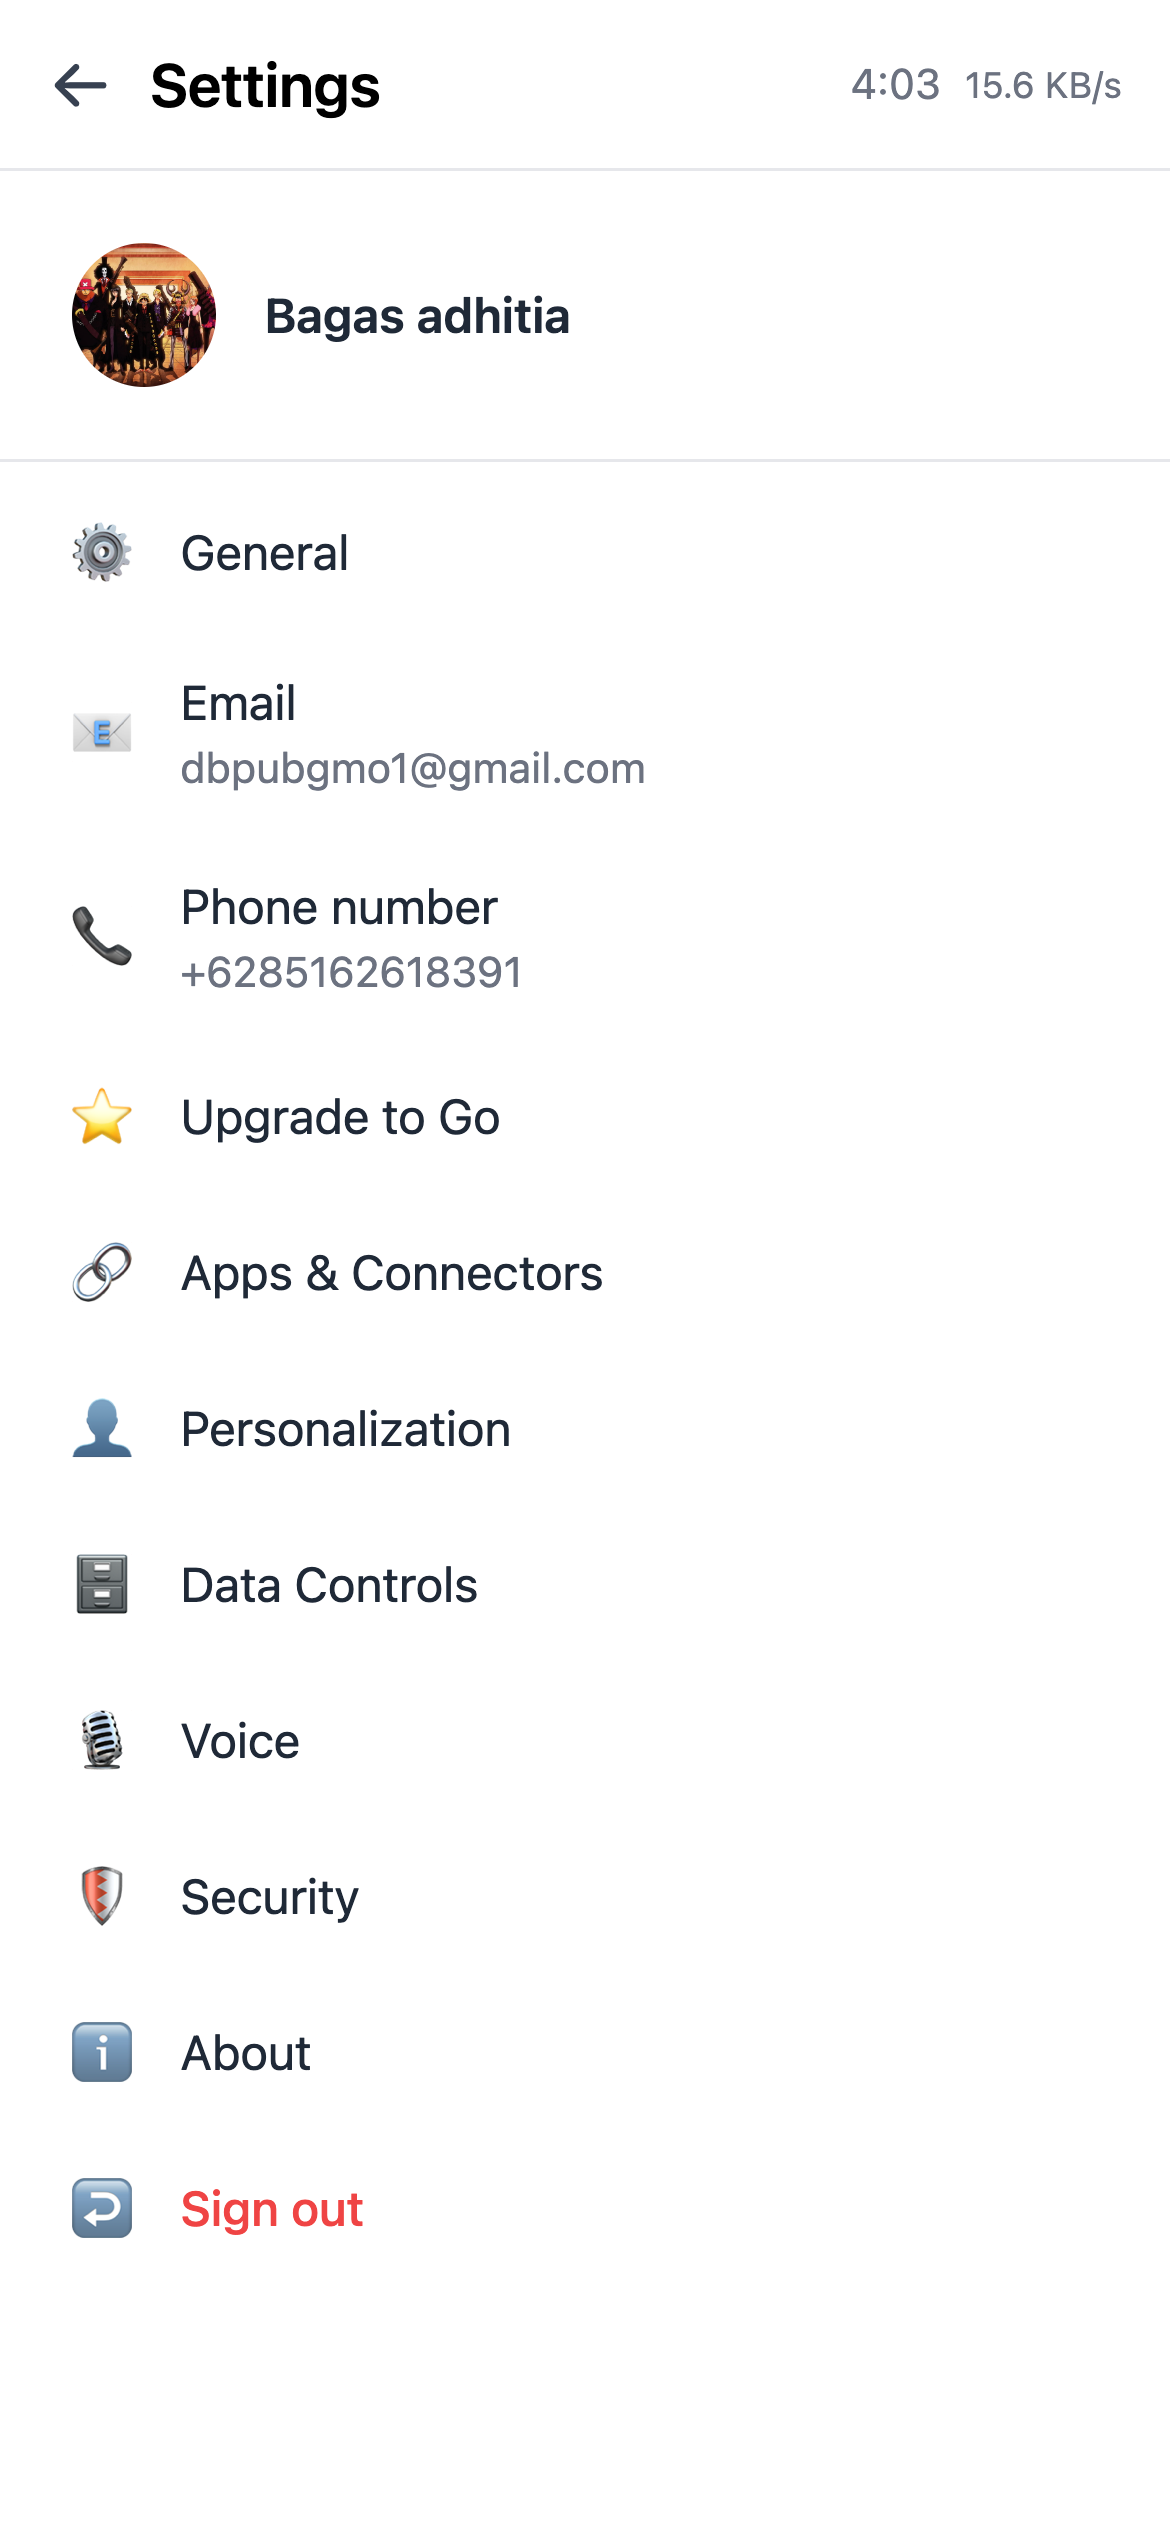 Settings
4:03 15.6 KB/s
Bagas adhitia
General
Email
dbpubgmo1@gmail.com
Phone number
+6285162618391
Upgrade to Go
Apps & Connectors
Personalization
Data Controls
Voice
Security
About
Sign out